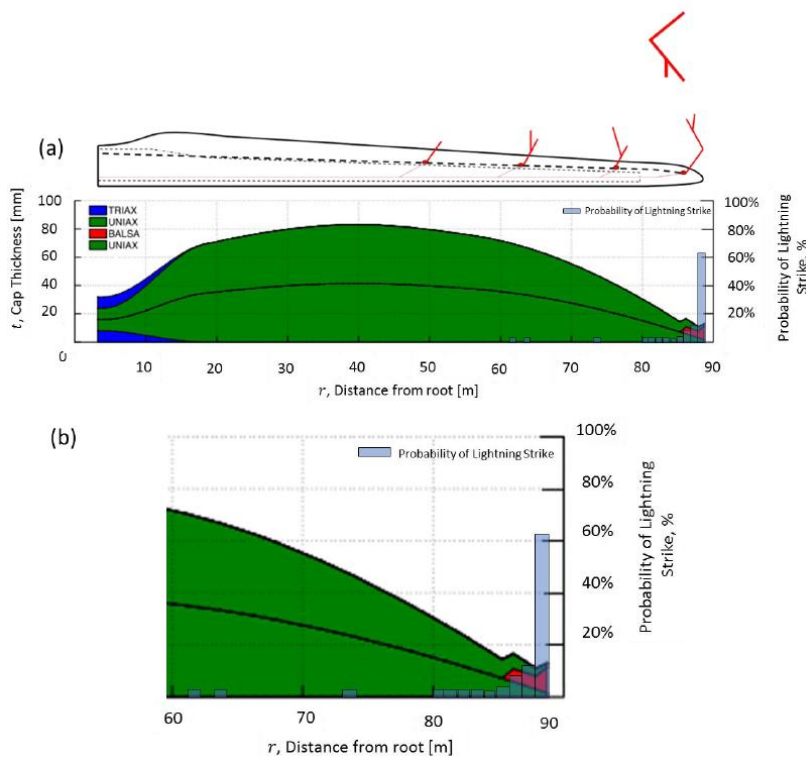 (a)
t, Cap Thickness [mm]
100
80
60
40
20
0
TRIAX
UNIAX
BALSA
UNIAX
Probability of Lightning Strike
100%
80%
60%
40%
20%
Probability of Lightning
Strike, %
10 20 30 40 50 60 70 80 90
r, Distance from root [m]
(b)
Probability of Lightning Strike
100%
80%
60%
40%
20%
Probability of Lightning
Strike, %
60 70 80 90
r, Distance from root [m]